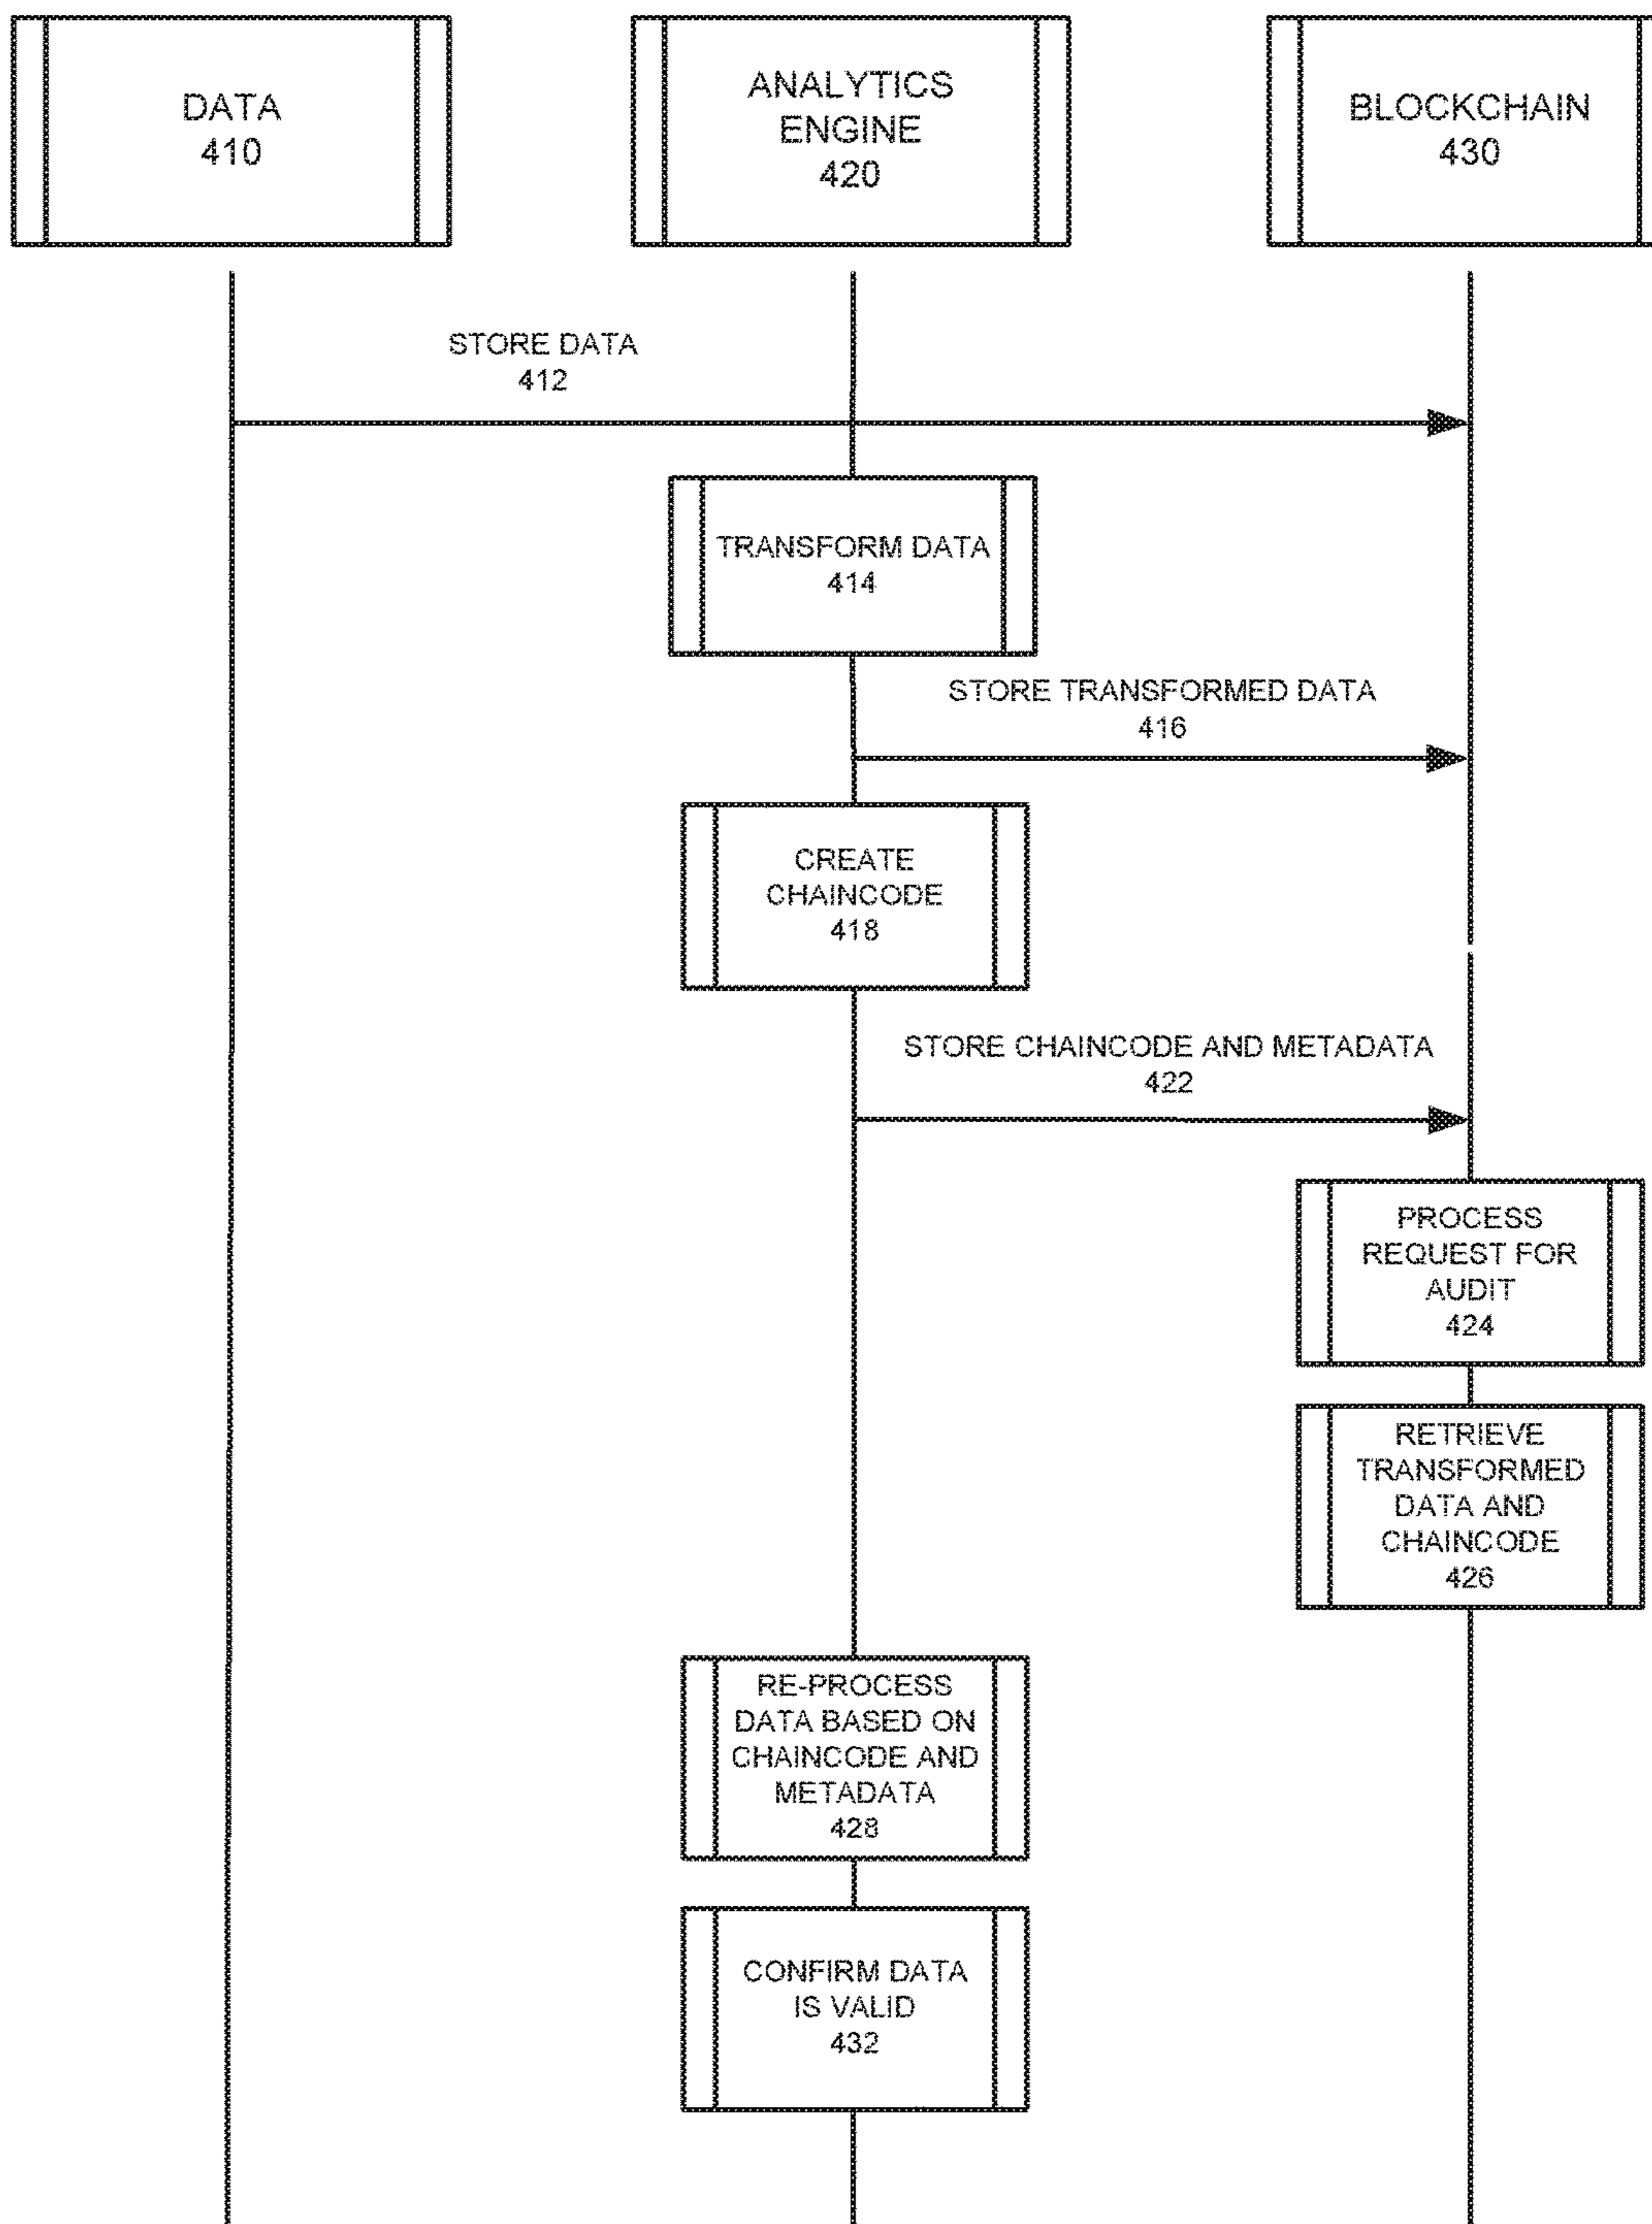 DATA
410
ANALYTICS
ENGINE
420
BLOCKCHAIN
430
STORE DATA
412
TRANSFORM DATA
414
STORE TRANSFORMED DATA
416
CREATE
CHAINCODE
418
STORE CHAINCODE AND METADATA
422
PROCESS
REQUEST FOR
AUDIT
424
RETRIEVE
TRANSFORMED
DATA AND
CHAINCODE
426
RE-PROCESS
DATA BASED ON
CHAINCODE AND
METADATA
428
CONFIRM DATA
IS VALID
432